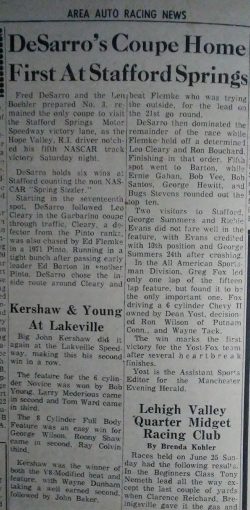 AREA AUTO RACING NEWS
DeSarro's Coupe Home
First At Stafford Springs
Fred DeSarro and the Len
Boehler prepared No. 3, re-
mained the only coupe to visit
the Stafford Springs Motor
Speedway victory lane, as the
Hope Valley, R.I. driver notch-
ed his fifth NASCAR track
victory Saturday night.
DeSarro holds six wins at
Stafford counting the non NAS-
CAR "Spring Sizzler."
Starting in the seventeenth
spot, DeSarro followed Leo
Cleary in the Garbarino coupe
through traffic, Cleary, a de-
fector from the Pinto ranks,
was also chased by Ed Flemke
in a 1971 Pinto. Running in a
tight bunch after passing early
leader Ed Borton in another
Pinto, DeSarro chose the in-
side route around Cleary and
Kershaw & Young
At Lakeville
Big John Kershaw did it
again at the Lakeville Speed-
way, making this his second
win in a row.
The feature for the 6 cylin-
der Novice was won by Bob
Young. Larry Mederious came
in second and Tom Ward came
in third.
The 8 Cylinder Full Body
Feature was an easy win for
George Wilson, Roony Shaw
came in second, Ray Colvin
third.
Kershaw was the winner of
both the V8-Modified heat and
feature, with Wayne Dunham
taking a well earned second,
followed by John Baker.
beat Flemke who was trying
the outside, for the lead on
the 21st go round.
DeSarro then dominated the
remainder of the race while
Flemke held off a determined
Leo Cleary and Ron Bouchard.
Finishing in that order. Fifth
spot went to Barton, while
Ernie Gahan, Bob Vee, Bob
Santos, George Hewitt, and
Bugs Stevens rounded out the
top ten.
Two visitors to Stafford
George Summers and Richie
Evans did not fare well in the
feature, with Evans credited
with 13th position and George
Summers 24th after crashing.
In the All American Sports-
man Division, Greg Fox led
only one lap of the fifteen
lap feature, but found it to be
the only important one. Fox
driving a 6 cylinder Chevy II
owned by Dean Yost, decision-
ed Ron Wilson of Putnam
Conn., and Wayne Tack.
The win marks the first
victory for the Yost-Fox team
after several heartbreak
finishes.
Yost is the Assistant Sports
Editor for the Manchester
Evening Herald.
Lehigh Valley
Quarter Midget
Racing Club
By Brenda Kohler
Races held on June 25 Sun-
day had the following results.
In the Beginners Class Tony
Nemeth lead all the way ex-
cept the last couple of yards
when Clarence Reichard, Bre-
inigsville gave it the gas and